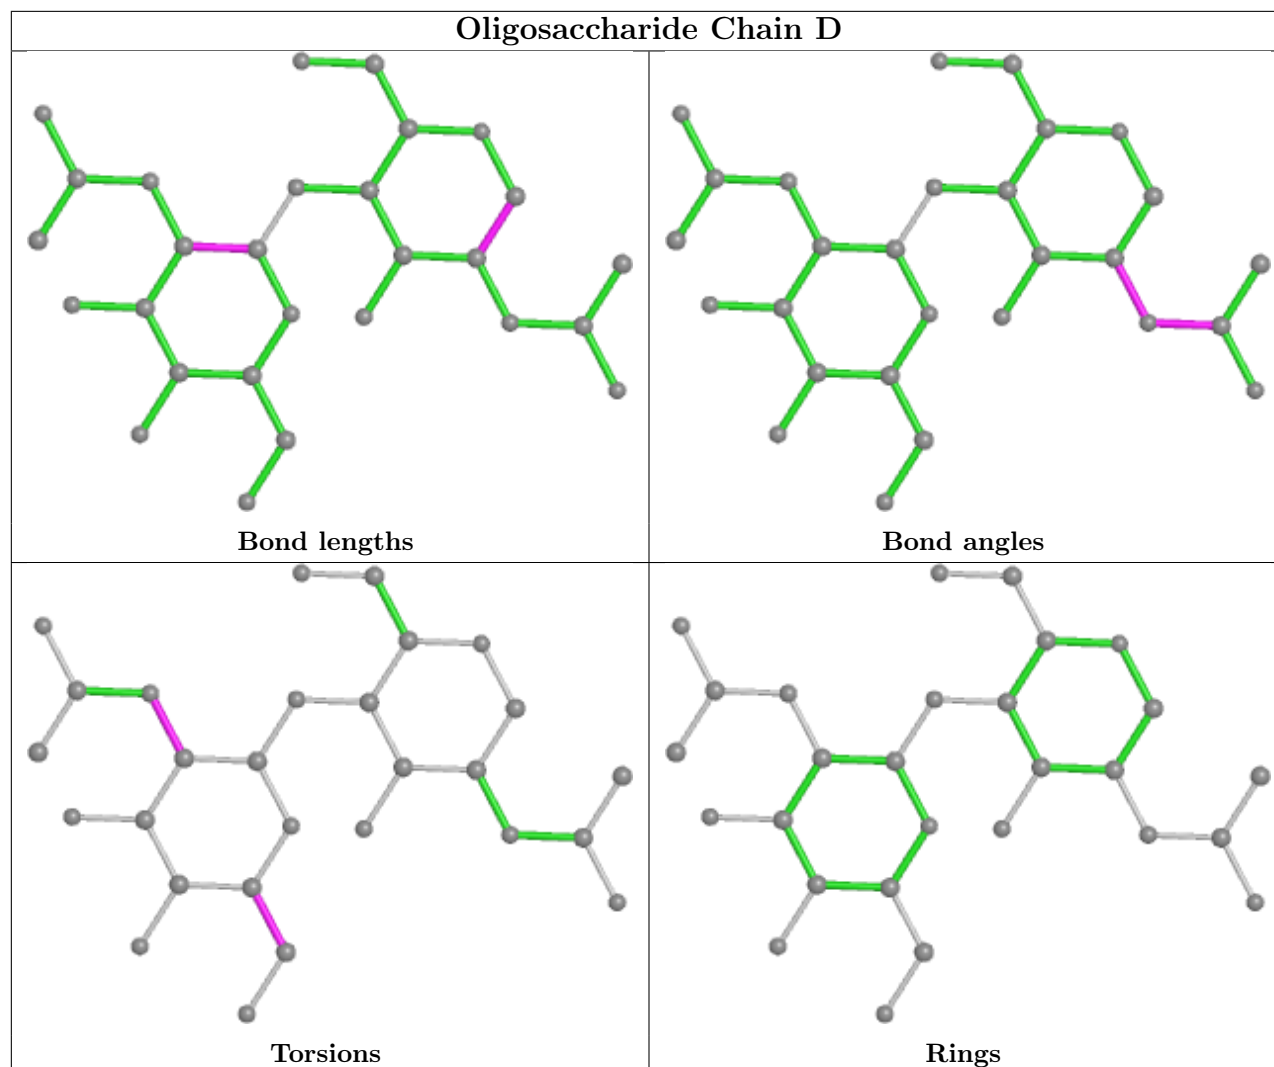 Oligosaccharide Chain D
Bond lengths
Bond angles
Torsions
Rings